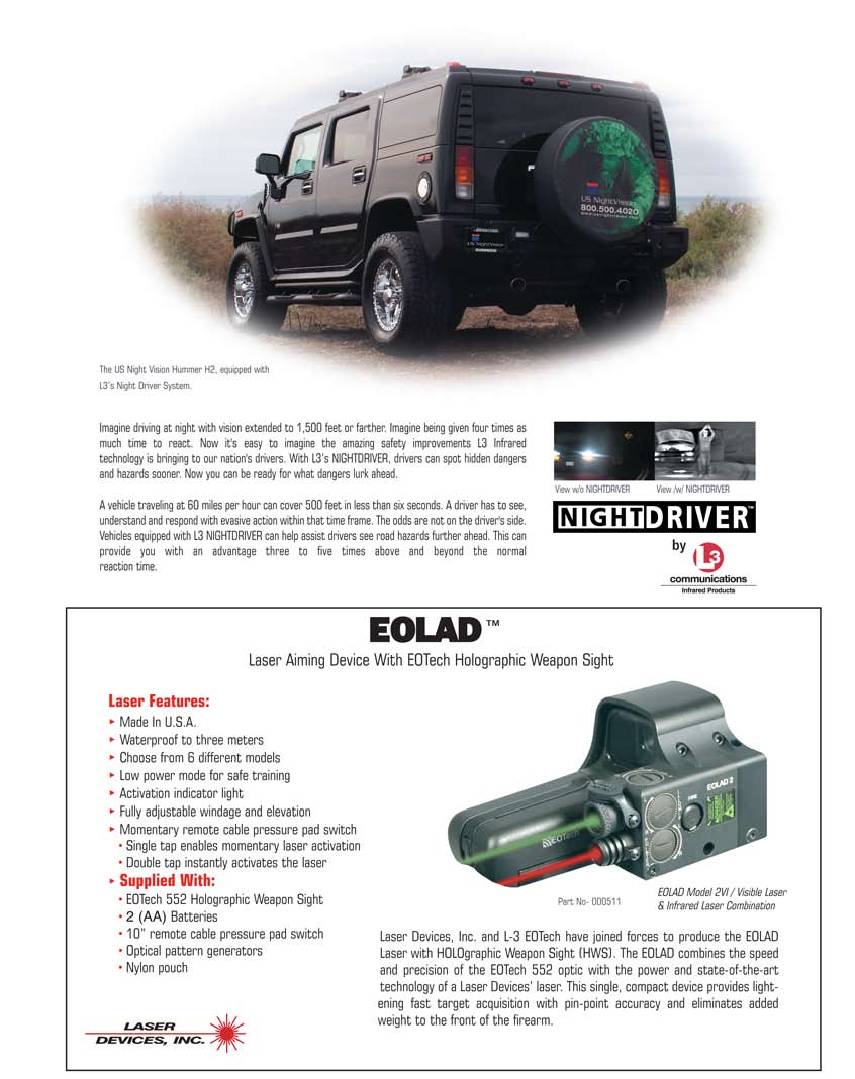 US NightVision
800.500.4020
US NightVision
The US Night Vision Hummer H2, equipped with
L3's Night Driver System.
Imagine driving at night with vision extended to 1,500 feet or farther. Imagine being given four times as
much time to react. Now it's easy to imagine the amazing safety improvements L3 Infrared
technology is bringing to our nation's drivers. With L3's NIGHTDRIVER, drivers can spot hidden dangers
and hazards sooner. Now you can be ready for what dangers lurk ahead.
A vehicle traveling at 60 miles per hour can cover 500 feet in less than six seconds. A driver has to see,
understand and respond with evasive action within that time frame. The odds are not on the driver's side.
Vehicles equipped with L3 NIGHTDRIVER can help assist drivers see road hazards further ahead. This can
provide you with an advantage three to five times above and beyond the normal
reaction time.
View w/o NIGHTDRIVER
View /w/ NIGHTDRIVER
NIGHTDRIVER™
by L3
communications
Infrared Products
EOLAD™
Laser Aiming Device With EOTech Holographic Weapon Sight
Laser Features:
Made In U.S.A.
Waterproof to three meters
Choose from 6 different models
Low power mode for safe training
Activation indicator light
Fully adjustable windage and elevation
Momentary remote cable pressure pad switch
• Single tap enables momentary laser activation
• Double tap instantly activates the laser
Supplied With:
• EOTech 552 Holographic Weapon Sight
• 2 (AA) Batteries
• 10" remote cable pressure pad switch
• Optical pattern generators
• Nylon pouch
EOLAD 2
EOTech
Part No- 000511
EOLAD Model 2VI / Visible Laser
& Infrared Laser Combination
Laser Devices, Inc. and L-3 EOTech have joined forces to produce the EOLAD
Laser with HOLOgraphic Weapon Sight (HWS). The EOLAD combines the speed
and precision of the EOTech 552 optic with the power and state-of-the-art
technology of a Laser Devices' laser. This single, compact device provides light-
ening fast target acquisition with pin-point accuracy and eliminates added
weight to the front of the firearm.
LASER
DEVICES, INC.